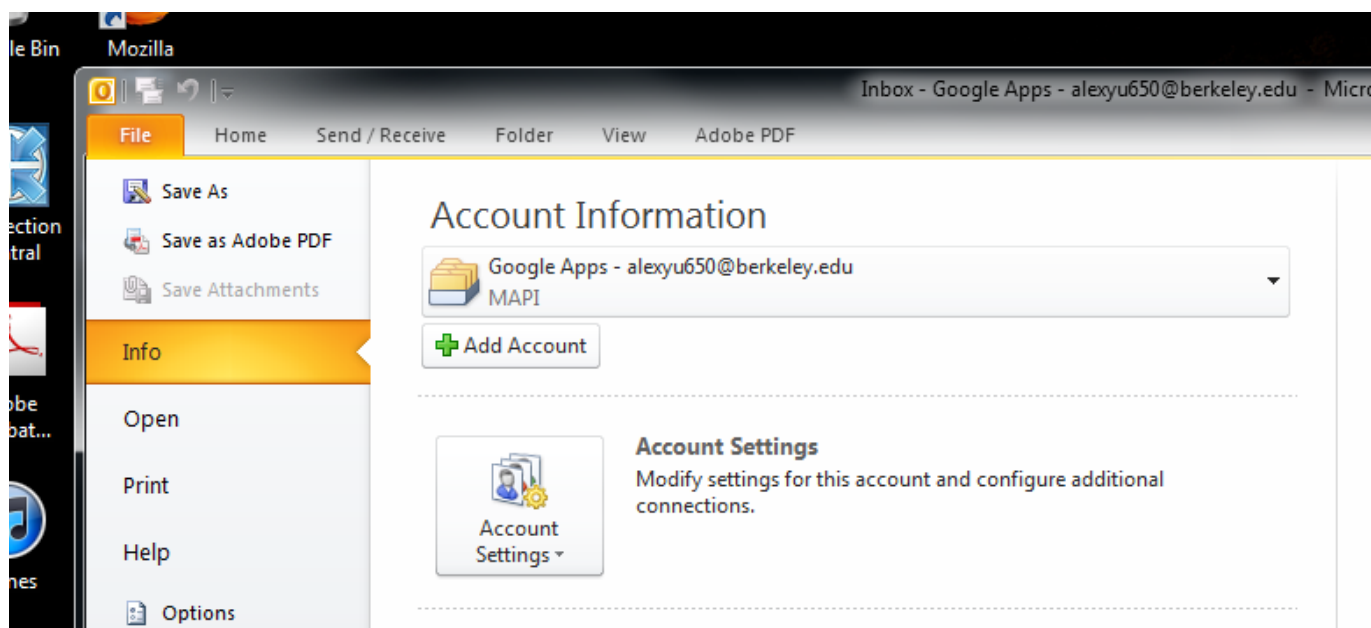 le Bin
Mozilla
Inbox - Google Apps - alexyu650@berkeley.edu - Micro
File Home Send / Receive Folder View Adobe PDF
ection
tral
obe
bat...
nes
Save As
Save as Adobe PDF
Save Attachments
Info
Open
Print
Help
Options
Account Information
Google Apps - alexyu650@berkeley.edu
MAPI
Add Account
Account
Settings
Account Settings
Modify settings for this account and configure additional
connections.